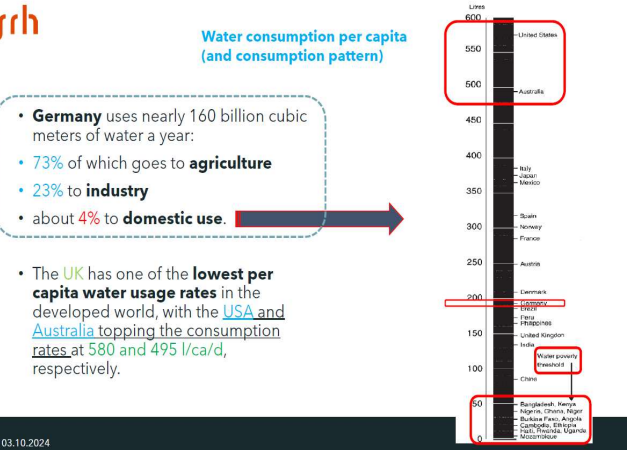 rrh
Water consumption per capita
(and consumption pattern)
• Germany uses nearly 160 billion cubic
meters of water a year:
• 73% of which goes to agriculture
• 23% to industry
• about 4% to domestic use.
• The UK has one of the lowest per
capita water usage rates in the
developed world, with the USA and
Australia topping the consumption
rates at 580 and 495 l/ca/d,
respectively.
Litres
600
United States
550
500
Australia
450
400
Italy
Japan
Mexico
350
Spain
300
Norway
France
250
Austria
Denmark
200
Germany
Brazil
Peru
Philippines
150
United Kingdom
India
Water poverty
threshold
100
China
50
Bangladesh, Kenya
Nigeria, Ghana, Niger
Burkina Faso, Angola
Cambodia, Ethiopia
Haiti, Rwanda, Uganda
0
Mozambique
03.10.2024